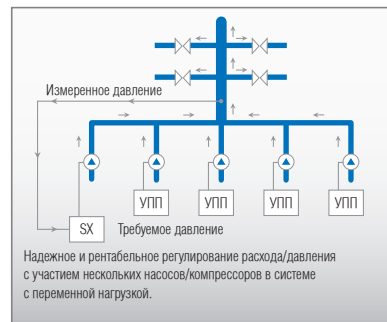 Измеренное давление
УПП УПП УПП УПП
SX Требуемое давление
Надежное и рентабельное регулирование расхода/давления
с участием нескольких насосов/компрессоров в системе
с переменной нагрузкой.